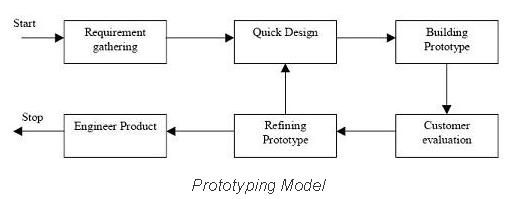 Start
Requirement
gathering
Quick Design
Building
Prototype
Stop
Engineer Product
Refining
Prototype
Customer
evaluation
Prototyping Model